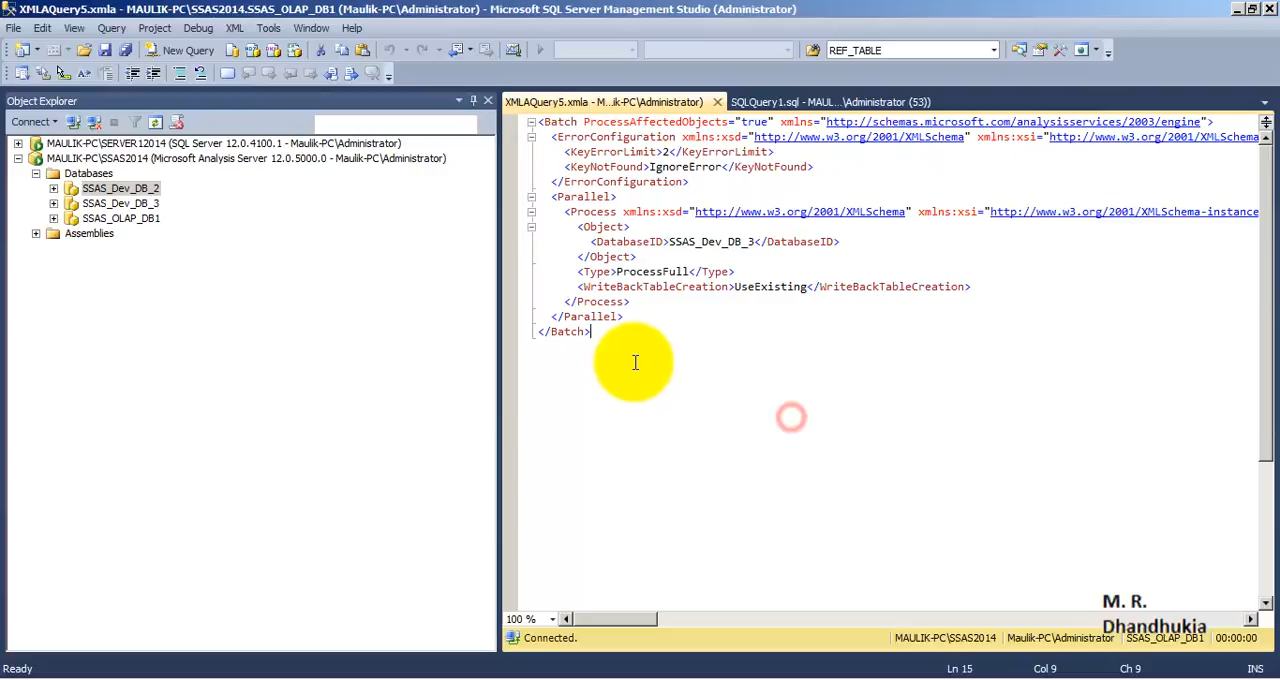 XMLAQuery5.xmla - MAULIK-PC\SSAS2014.SSAS_OLAP_DB1 (Maulik-PC\Administrator) - Microsoft SQL Server Management Studio (Administrator)
File Edit View Query Project Debug XML Tools Window Help
New Query REF_TABLE
Object Explorer
Connect
MAULIK-PC\SERVER12014 (SQL Server 12.0.4100.1 - Maulik-PC\Administrator)
MAULIK-PC\SSAS2014 (Microsoft Analysis Server 12.0.5000.0 - Maulik-PC\Administrator)
Databases
SSAS_Dev_DB_2
SSAS_Dev_DB_3
SSAS_OLAP_DB1
Assemblies
XMLAQuery5.xmla - M...ik-PC\Administrator) SQLQuery1.sql - MAUL...\Administrator (53))
<Batch ProcessAffectedObjects="true" xmlns="http://schemas.microsoft.com/analysisservices/2003/engine">
<ErrorConfiguration xmlns:xsd="http://www.w3.org/2001/XMLSchema" xmlns:xsi="http://www.w3.org/2001/XMLSchema
<KeyErrorLimit>2</KeyErrorLimit>
<KeyNotFound>IgnoreError</KeyNotFound>
</ErrorConfiguration>
<Parallel>
<Process xmlns:xsd="http://www.w3.org/2001/XMLSchema" xmlns:xsi="http://www.w3.org/2001/XMLSchema-instance
<Object>
<DatabaseID>SSAS_Dev_DB_3</DatabaseID>
</Object>
<Type>ProcessFull</Type>
<WriteBackTableCreation>UseExisting</WriteBackTableCreation>
</Process>
</Parallel>
</Batch>
100 %
M. R.
Dhandhukia
Connected. MAULIK-PC\SSAS2014 Maulik-PC\Administrator SSAS_OLAP_DB1 00:00:00
Ready Ln 15 Col 9 Ch 9 INS